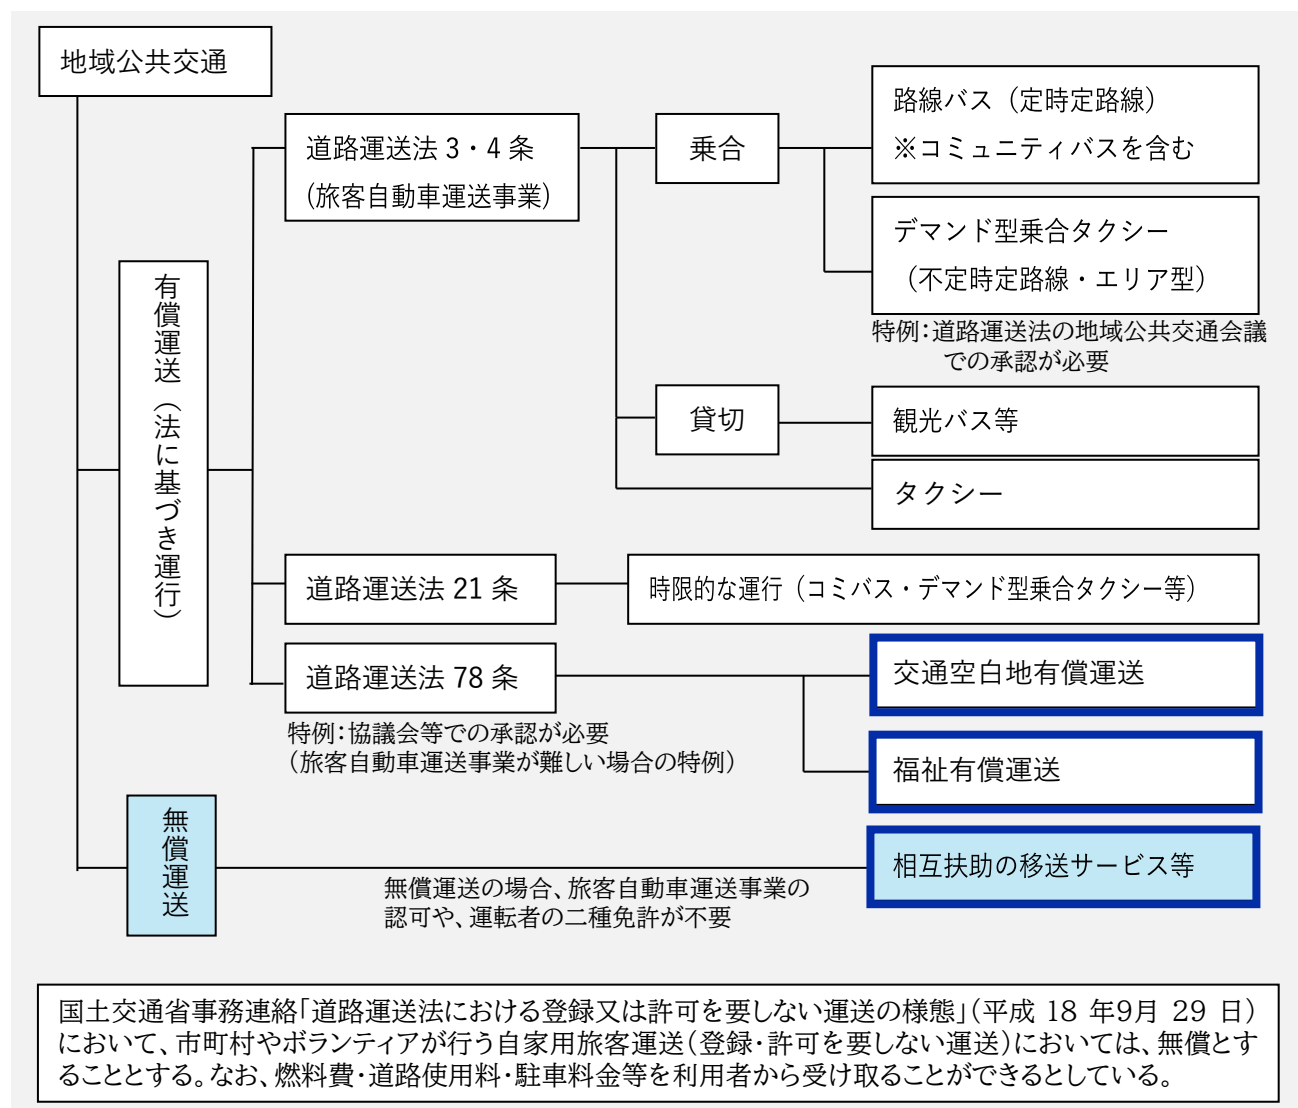 地域公共交通
有償運送（法に基づき運行）
道路運送法 3・4 条
（旅客自動車運送事業）
乗合
路線バス（定時定路線）
※コミュニティバスを含む
デマンド型乗合タクシー
（不定時定路線・エリア型）
特例：道路運送法の地域公共交通会議
での承認が必要
貸切
観光バス等
タクシー
道路運送法 21 条
時限的な運行（コミバス・デマンド型乗合タクシー等）
道路運送法 78 条
特例：協議会等での承認が必要
（旅客自動車運送事業が難しい場合の特例）
交通空白地有償運送
福祉有償運送
無償運送
無償運送の場合、旅客自動車運送事業の
認可や、運転者の二種免許が不要
相互扶助の移送サービス等
国土交通省事務連絡「道路運送法における登録又は許可を要しない運送の様態」（平成 18 年9月 29 日）
において、市町村やボランティアが行う自家用旅客運送（登録・許可を要しない運送）においては、無償とす
ることとする。なお、燃料費・道路使用料・駐車料金等を利用者から受け取ることができるとしている。